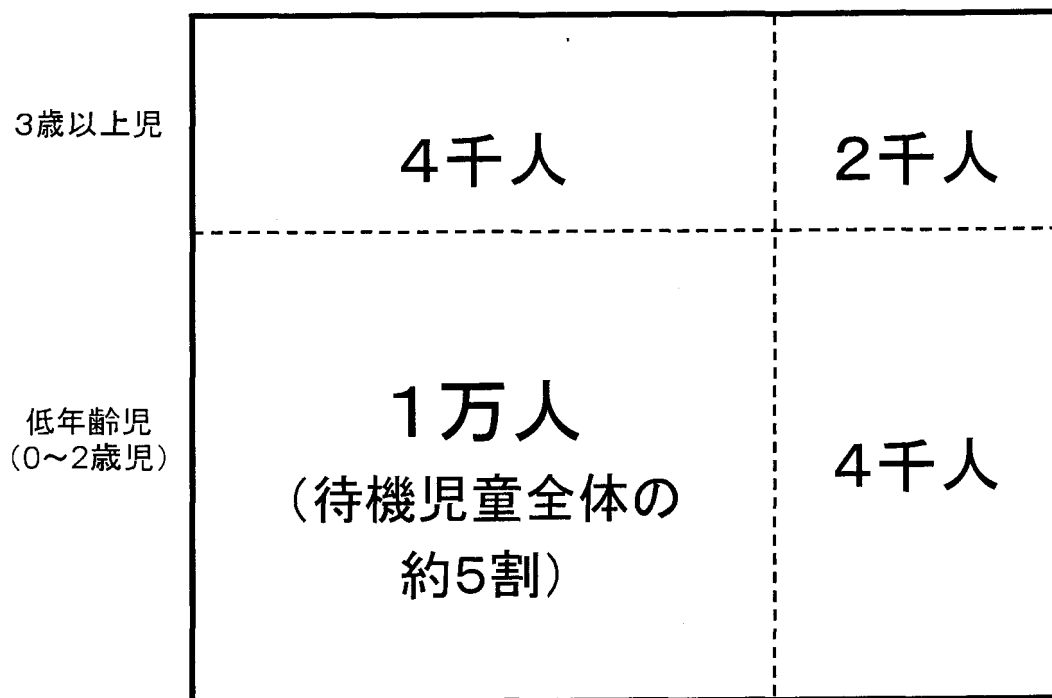 3歳以上児
4千人
2千人
低年齢児
(0~2歳児)
1万人
(待機児童全体の
約5割)
4千人